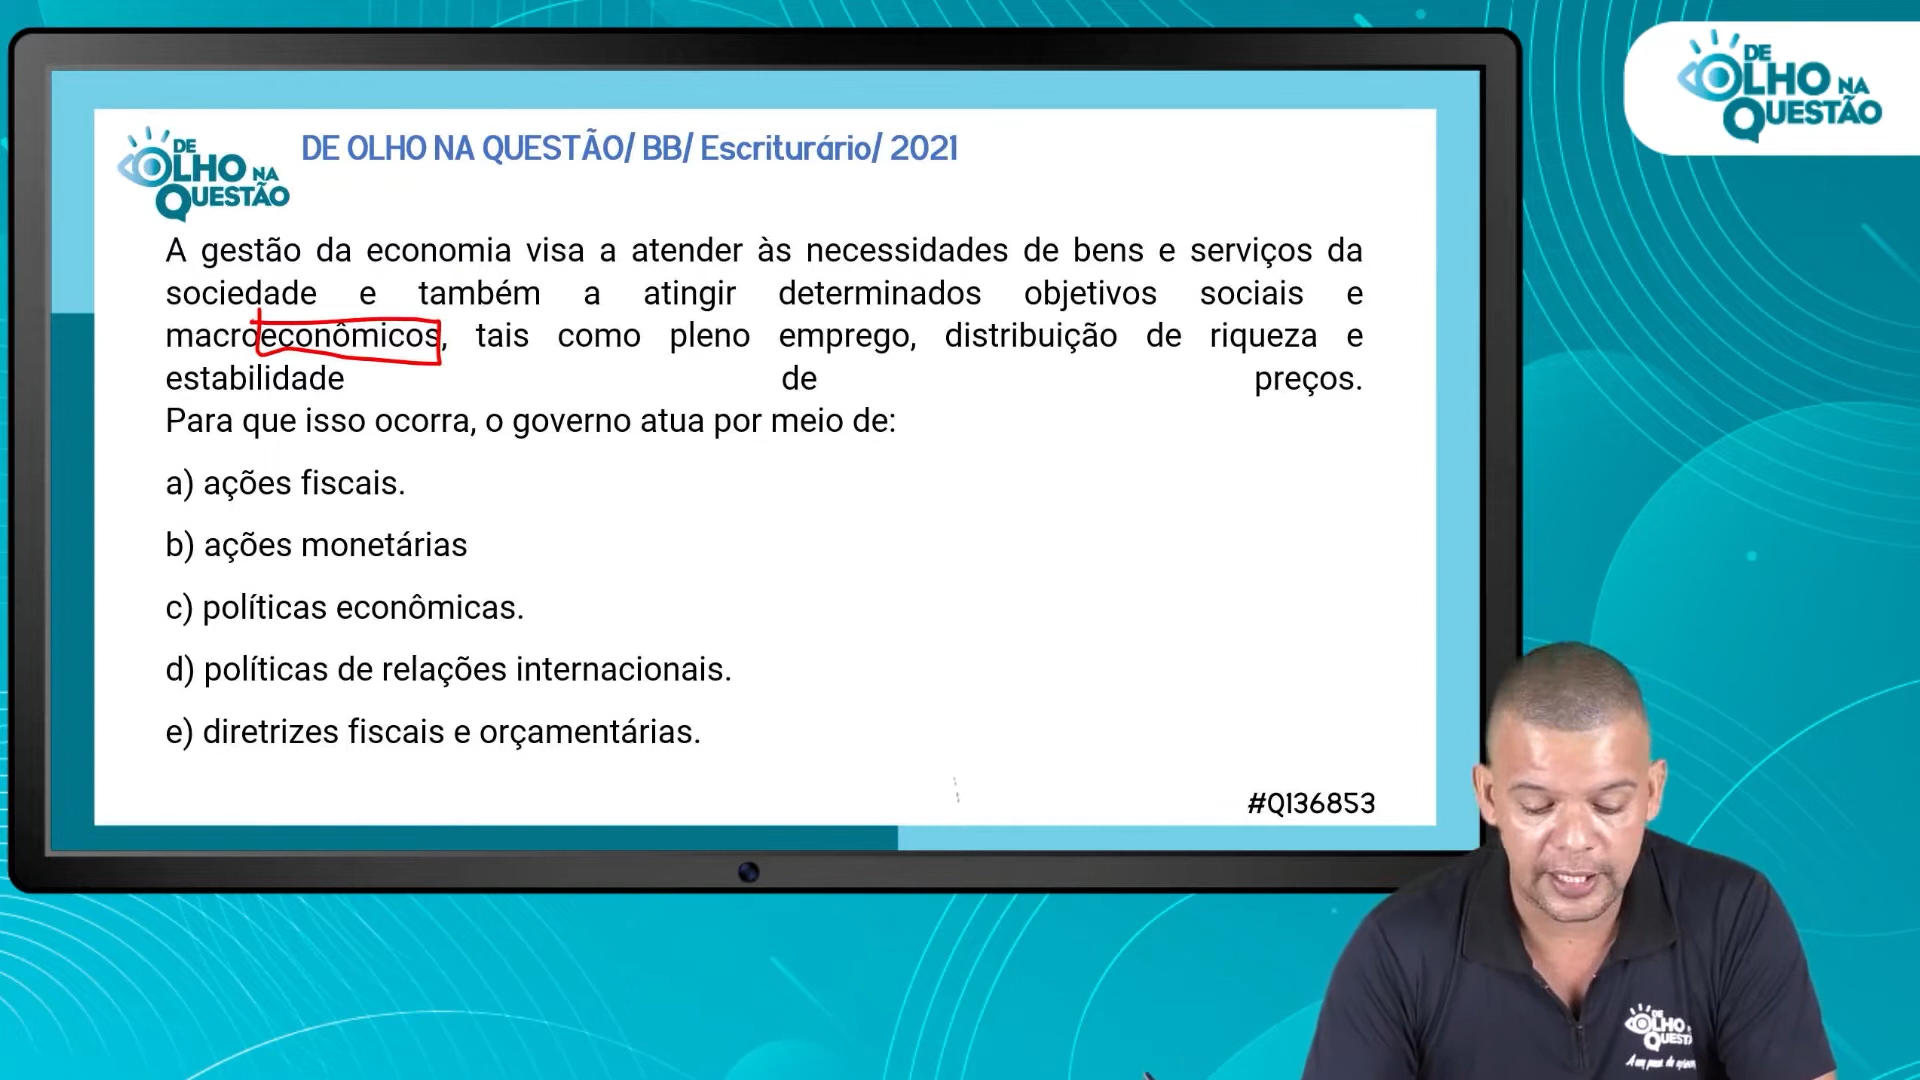 DE
OLHO NA
QUESTÃO
DE OLHO NA QUESTÃO/ BB/ Escriturário/ 2021
DE
OLHO NA
QUESTÃO
A gestão da economia visa a atender às necessidades de bens e serviços da
sociedade e também a atingir determinados objetivos sociais e
macroeconômicos, tais como pleno emprego, distribuição de riqueza e
estabilidade de preços.
Para que isso ocorra, o governo atua por meio de:
a) ações fiscais.
b) ações monetárias
c) políticas econômicas.
d) políticas de relações internacionais.
e) diretrizes fiscais e orçamentárias.
#Q136853
DE
OLHO